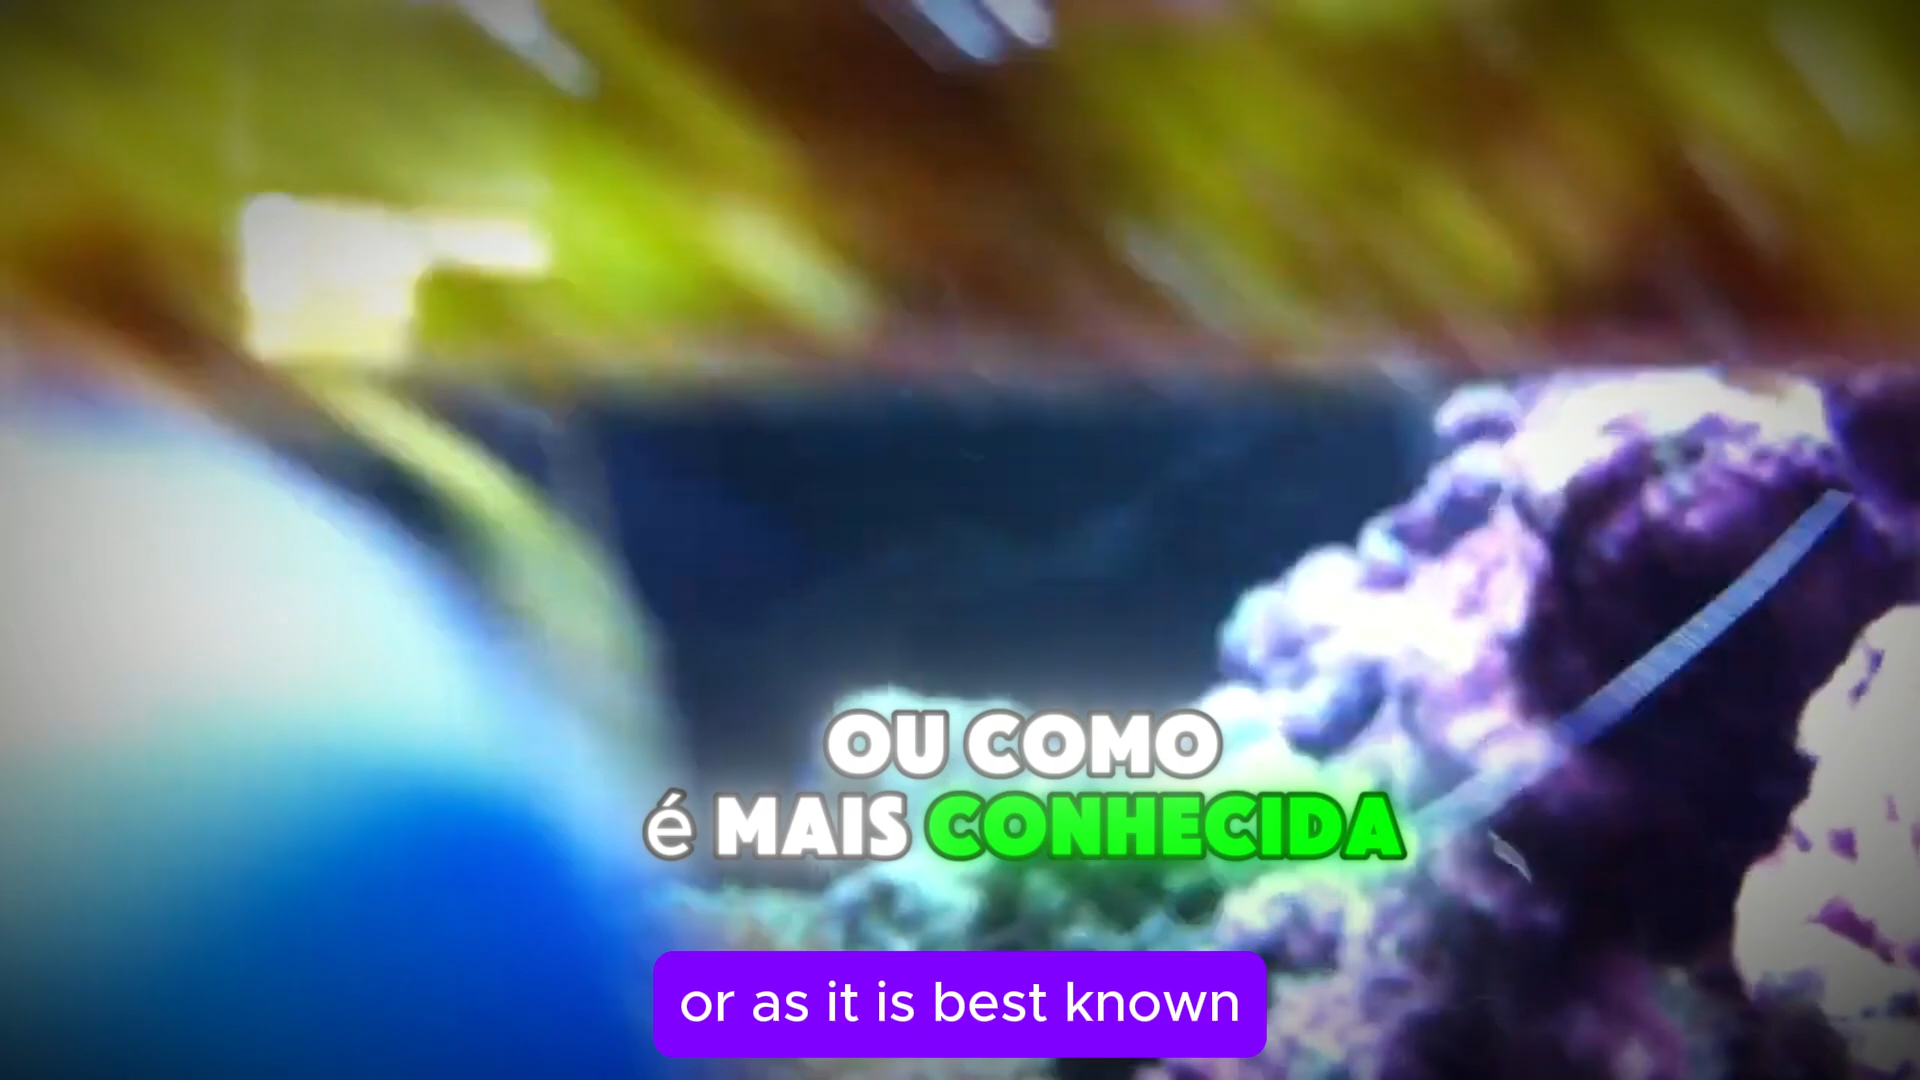 OU COMO
é MAIS CONHECIDA
or as it is best known